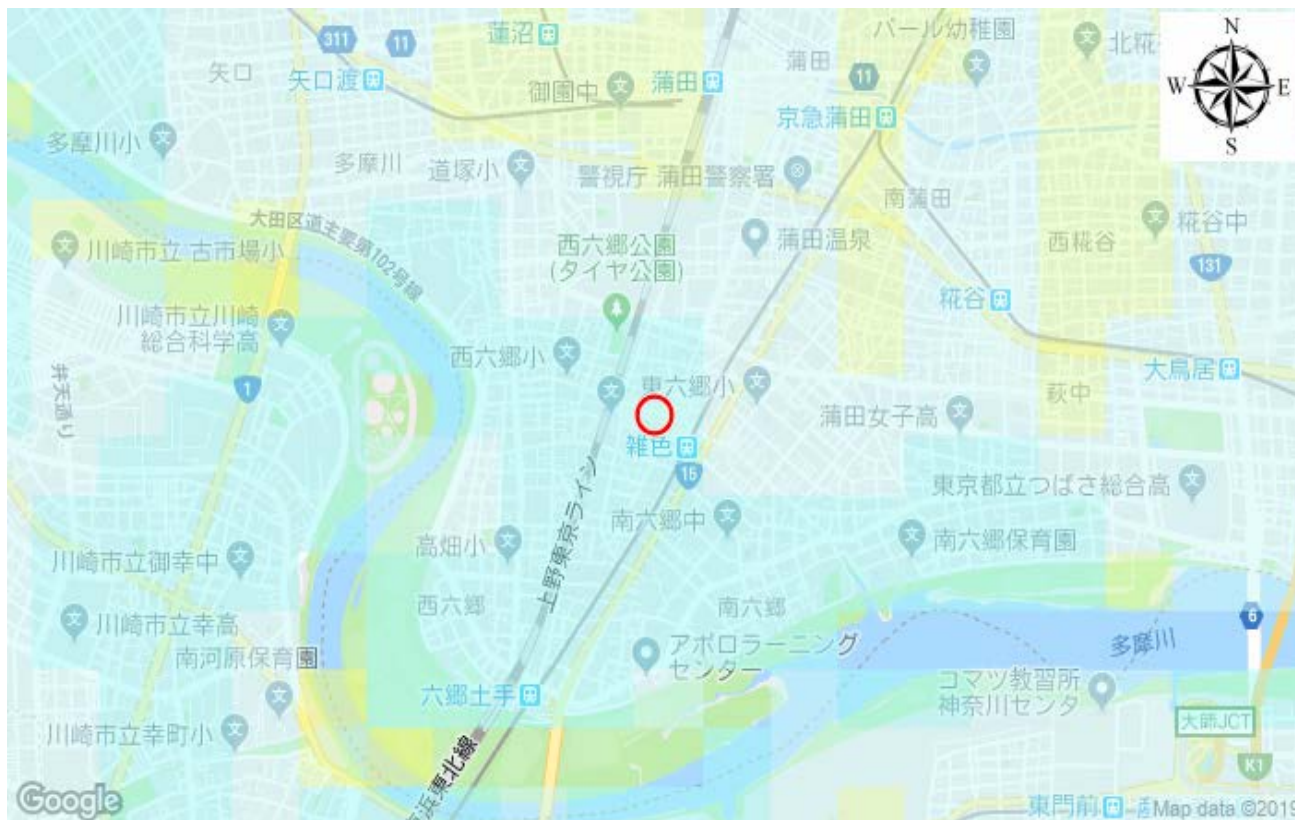 311
11
蓮沼
パール幼稚園
北糀
N
矢口
矢口渡
御園中
蒲田
蒲田
11
W
E
京急蒲田
S
多摩川小
多摩川
道塚小
警視庁 蒲田警察署
南蒲田
大田区道主要第102号線
川崎市立 古市場小
西六郷公園
(タイヤ公園)
蒲田温泉
西糀谷
糀谷中
131
川崎市立川崎
総合科学高
糀谷
西六郷小
井天通り
1
東六郷小
大鳥居
萩中
蒲田女子高
雑色
15
上野東京ライン
東京都立つばさ総合高
南六郷中
高畑小
南六郷保育園
川崎市立御幸中
西六郷
南六郷
川崎市立幸高
6
多摩川
南河原保育園
アポロラーニング
センター
六郷土手
コマツ教習所
神奈川センタ
川崎市立幸町小
大師JCT
浜東北線
K1
Google
東門前
Map data ©2019